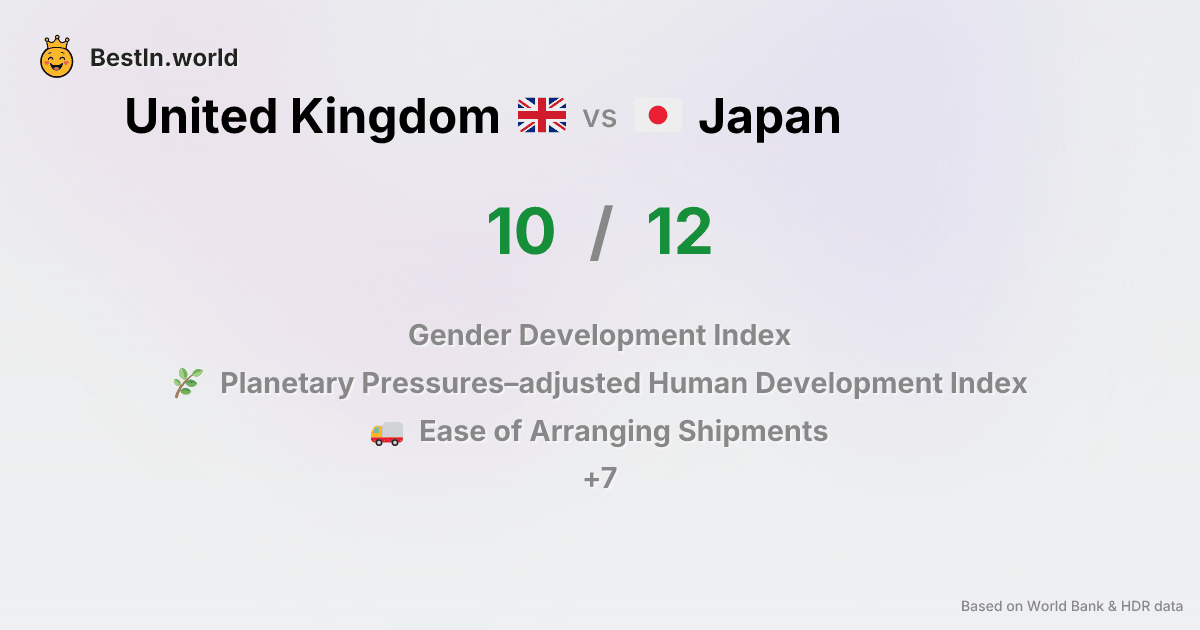 BestIn.world
United Kingdom vs Japan
10 / 12
Gender Development Index
Planetary Pressures–adjusted Human Development Index
Ease of Arranging Shipments
+7
Based on World Bank & HDR data